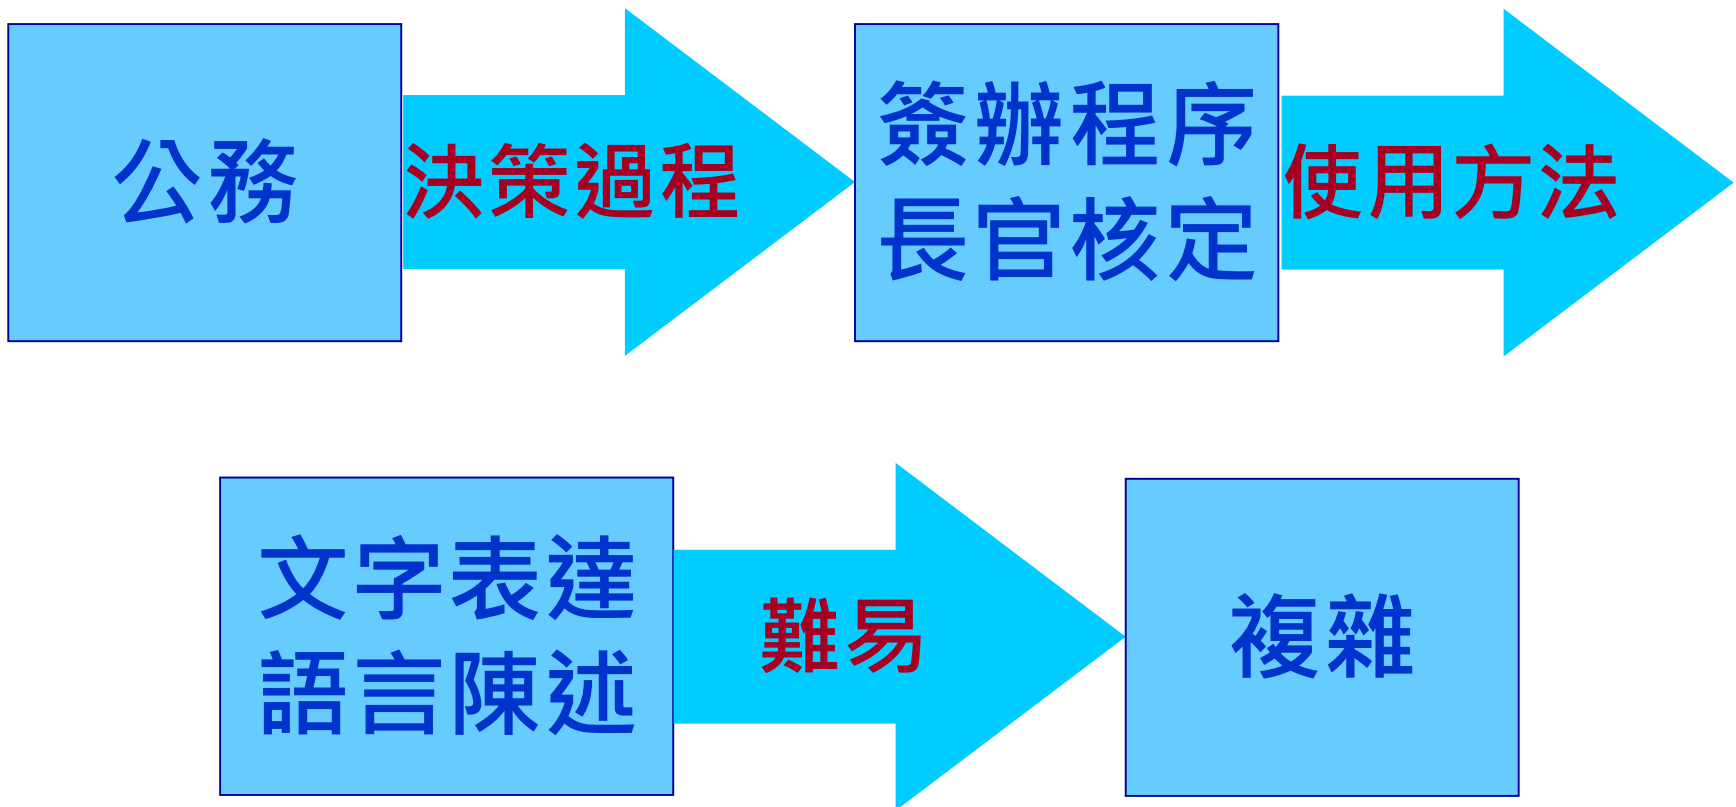 公務
決策過程
簽辦程序
長官核定
使用方法
文字表達
語言陳述
難易
複雜